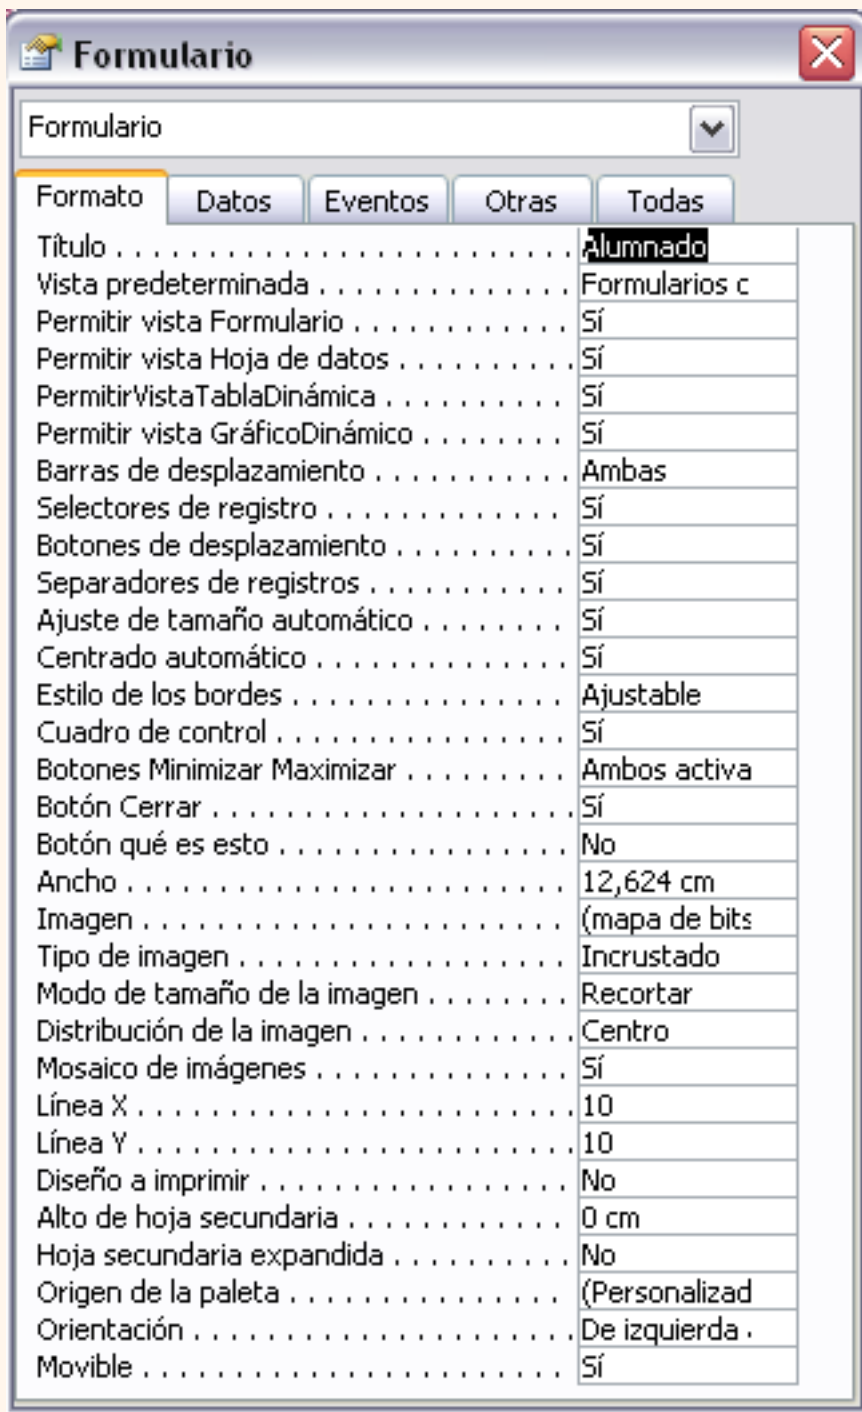 Formulario
Formulario
Formato Datos Eventos Otras Todas
Título . . . . . . . . . . . . . . . . . . . . . . . . . Alumnado
Vista predeterminada . . . . . . . . . . . . . . Formularios c
Permitir vista Formulario . . . . . . . . . . . . Sí
Permitir vista Hoja de datos . . . . . . . . . . Sí
PermitirVistaTablaDinámica . . . . . . . . . . Sí
Permitir vista GráficoDinámico . . . . . . . . Sí
Barras de desplazamiento . . . . . . . . . . . Ambas
Selectores de registro . . . . . . . . . . . . . Sí
Botones de desplazamiento . . . . . . . . . . Sí
Separadores de registros . . . . . . . . . . . Sí
Ajuste de tamaño automático . . . . . . . . Sí
Centrado automático . . . . . . . . . . . . . . Sí
Estilo de los bordes . . . . . . . . . . . . . . . Ajustable
Cuadro de control . . . . . . . . . . . . . . . . Sí
Botones Minimizar Maximizar . . . . . . . . . Ambos activa
Botón Cerrar . . . . . . . . . . . . . . . . . . . . Sí
Botón qué es esto . . . . . . . . . . . . . . . . No
Ancho . . . . . . . . . . . . . . . . . . . . . . . . 12,624 cm
Imagen . . . . . . . . . . . . . . . . . . . . . . . (mapa de bits
Tipo de imagen . . . . . . . . . . . . . . . . . . Incrustado
Modo de tamaño de la imagen . . . . . . . . Recortar
Distribución de la imagen . . . . . . . . . . . . Centro
Mosaico de imágenes . . . . . . . . . . . . . . Sí
Línea X . . . . . . . . . . . . . . . . . . . . . . . . 10
Línea Y . . . . . . . . . . . . . . . . . . . . . . . . 10
Diseño a imprimir . . . . . . . . . . . . . . . . . No
Alto de hoja secundaria . . . . . . . . . . . . 0 cm
Hoja secundaria expandida . . . . . . . . . . No
Origen de la paleta . . . . . . . . . . . . . . . (Personalizad
Orientación . . . . . . . . . . . . . . . . . . . . . De izquierda
Movible . . . . . . . . . . . . . . . . . . . . . . . Sí